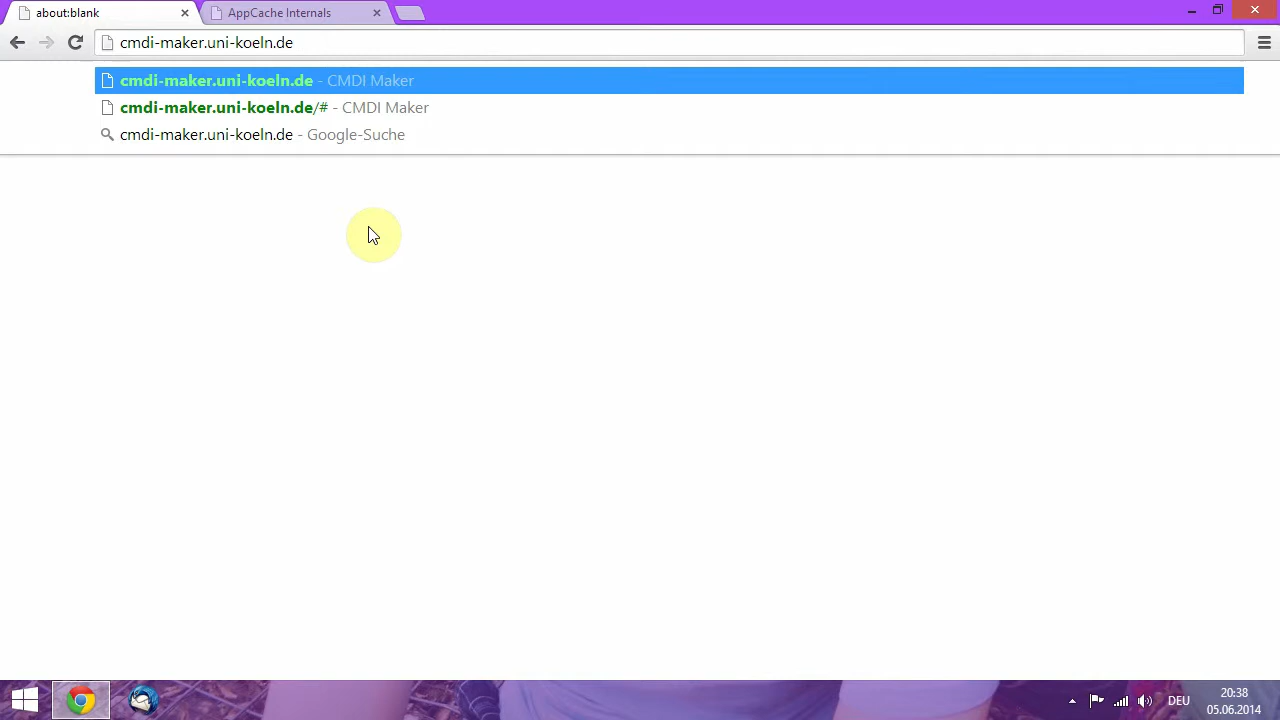 about:blank
AppCache Internals
cmdi-maker.uni-koeln.de
cmdi-maker.uni-koeln.de - CMDI Maker
cmdi-maker.uni-koeln.de/# - CMDI Maker
cmdi-maker.uni-koeln.de - Google-Suche
DEU
20:38
05.06.2014